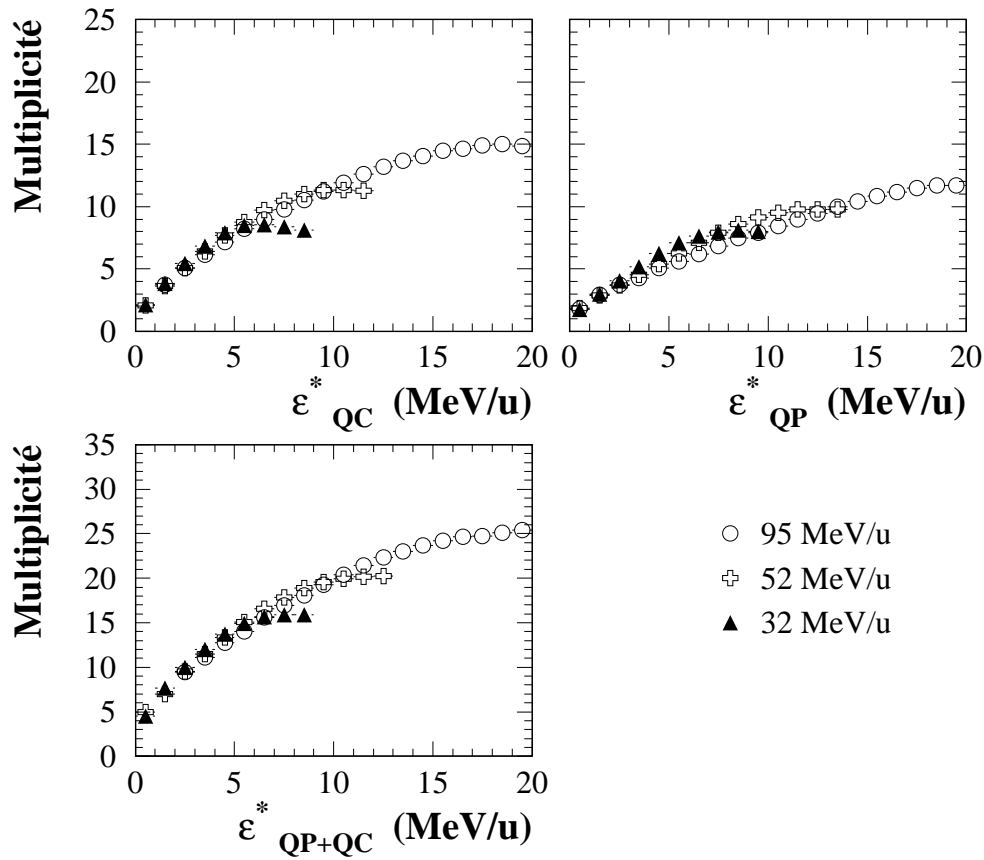 Multiplicité
25
20
15
10
5
0
0 5 10 15 20
ε* QC (MeV/u)
0 5 10 15 20
ε* QP (MeV/u)
Multiplicité
35
30
25
20
15
10
5
0
0 5 10 15 20
ε* QP+QC (MeV/u)
95 MeV/u
52 MeV/u
32 MeV/u